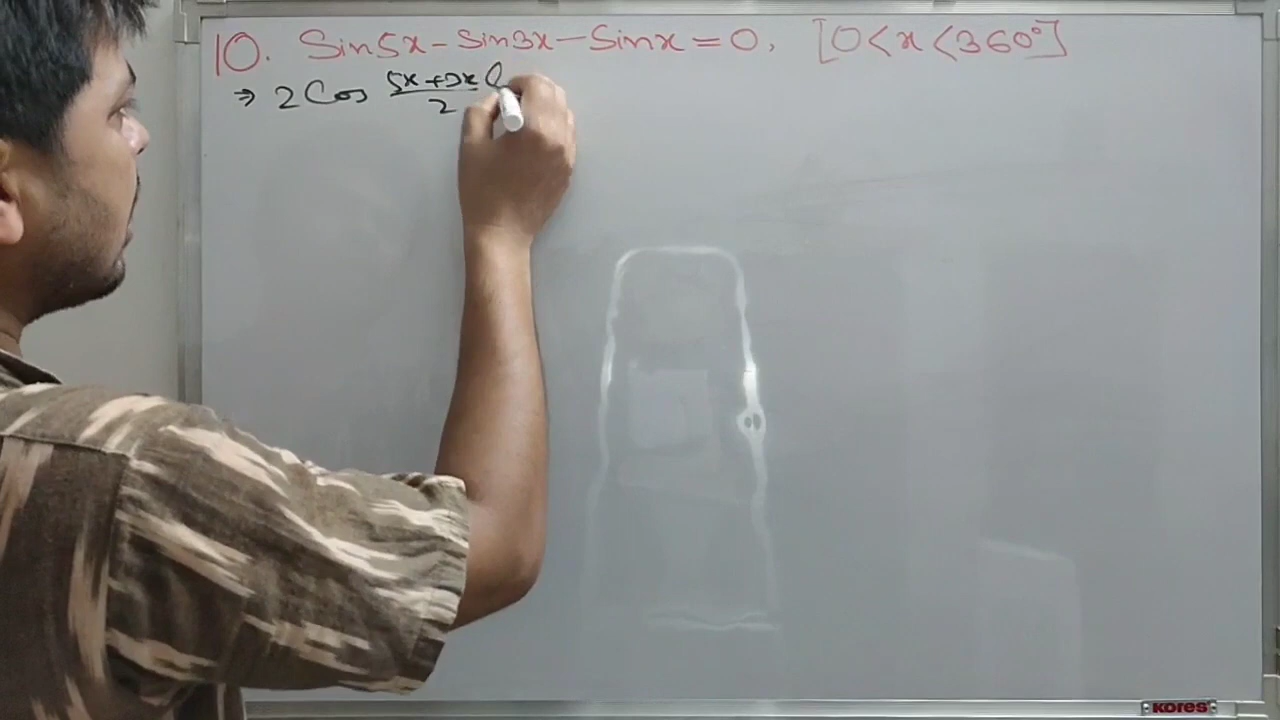 10. Sin5x - Sin3x - Sinx = 0, [0 < x < 360°]
⇒ 2 Cos (5x+3x)/2
KORES